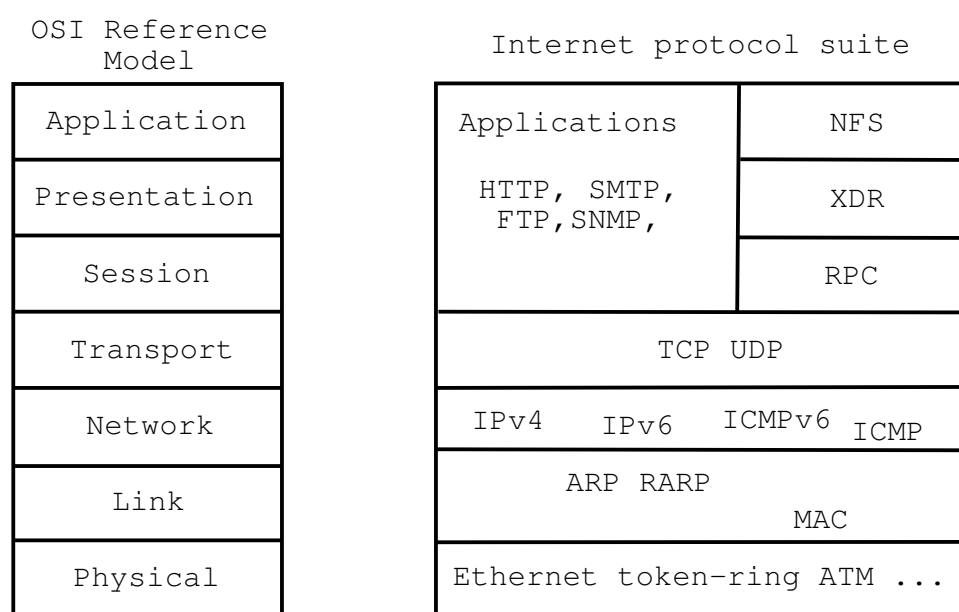 OSI Reference
Model
Application
Presentation
Session
Transport
Network
Link
Physical
Internet protocol suite
Applications
HTTP, SMTP,
FTP,SNMP,
NFS
XDR
RPC
TCP UDP
IPv4 IPv6 ICMPv6 ICMP
ARP RARP
MAC
Ethernet token-ring ATM ...